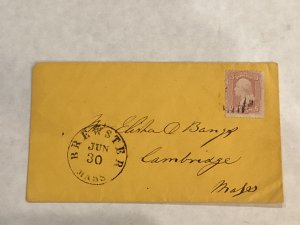 BREWSTER
JUN
30
MASS
Mr Elisha C Bangs
Cambridge
Mass